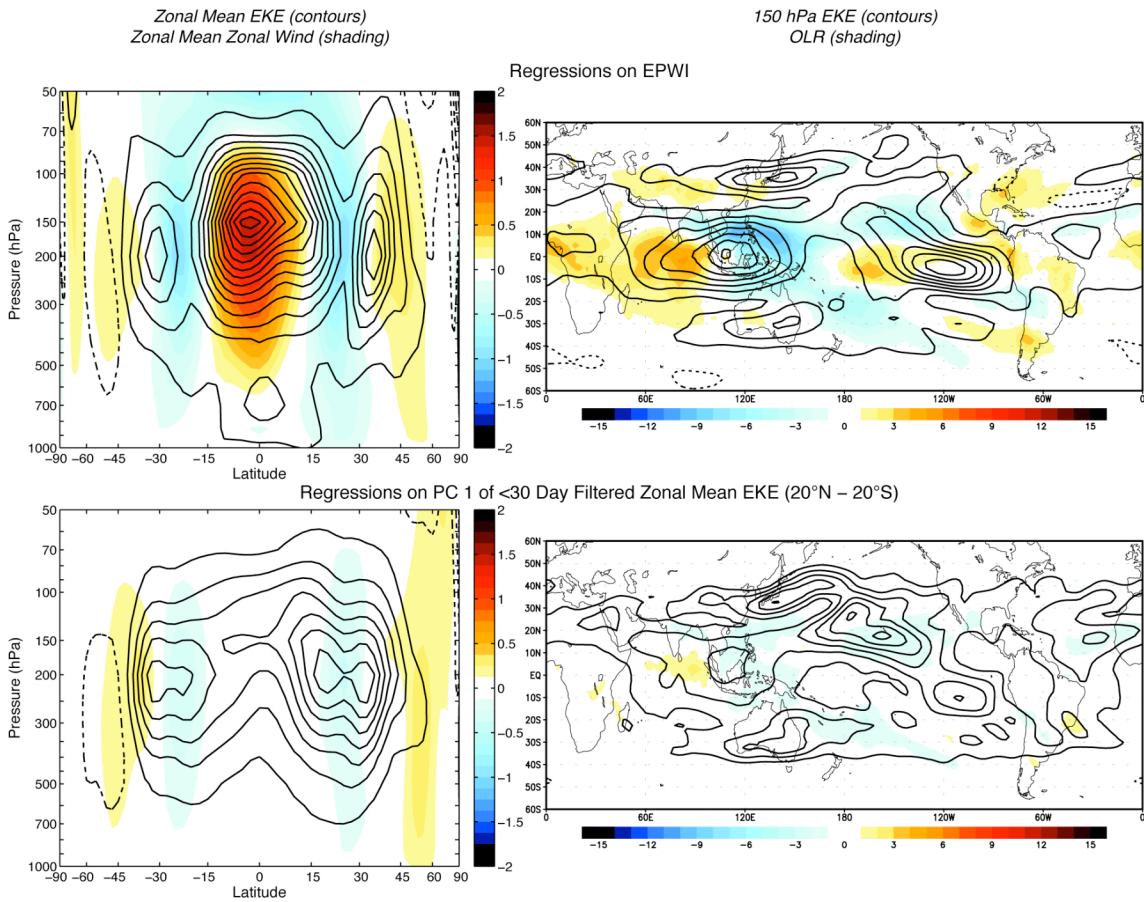 Zonal Mean EKE (contours)
Zonal Mean Zonal Wind (shading)
150 hPa EKE (contours)
OLR (shading)
Regressions on EPWI
Pressure (hPa)
50
70
100
150
200
300
500
700
1000
-90 -60 -45 -30 -15 0 15 30 45 60 90
Latitude
2
1.5
1
0.5
0
-0.5
-1
-1.5
-2
60N
50N
40N
30N
20N
10N
EQ
10S
20S
30S
40S
50S
60S
0 60E 120E 180 120W 60W 0
-15 -12 -9 -6 -3 0 3 6 9 12 15
Regressions on PC 1 of <30 Day Filtered Zonal Mean EKE (20°N – 20°S)
Pressure (hPa)
50
70
100
150
200
300
500
700
1000
-90 -60 -45 -30 -15 0 15 30 45 60 90
Latitude
2
1.5
1
0.5
0
-0.5
-1
-1.5
-2
60N
50N
40N
30N
20N
10N
EQ
10S
20S
30S
40S
50S
60S
0 60E 120E 180 120W 60W 0
-15 -12 -9 -6 -3 0 3 6 9 12 15